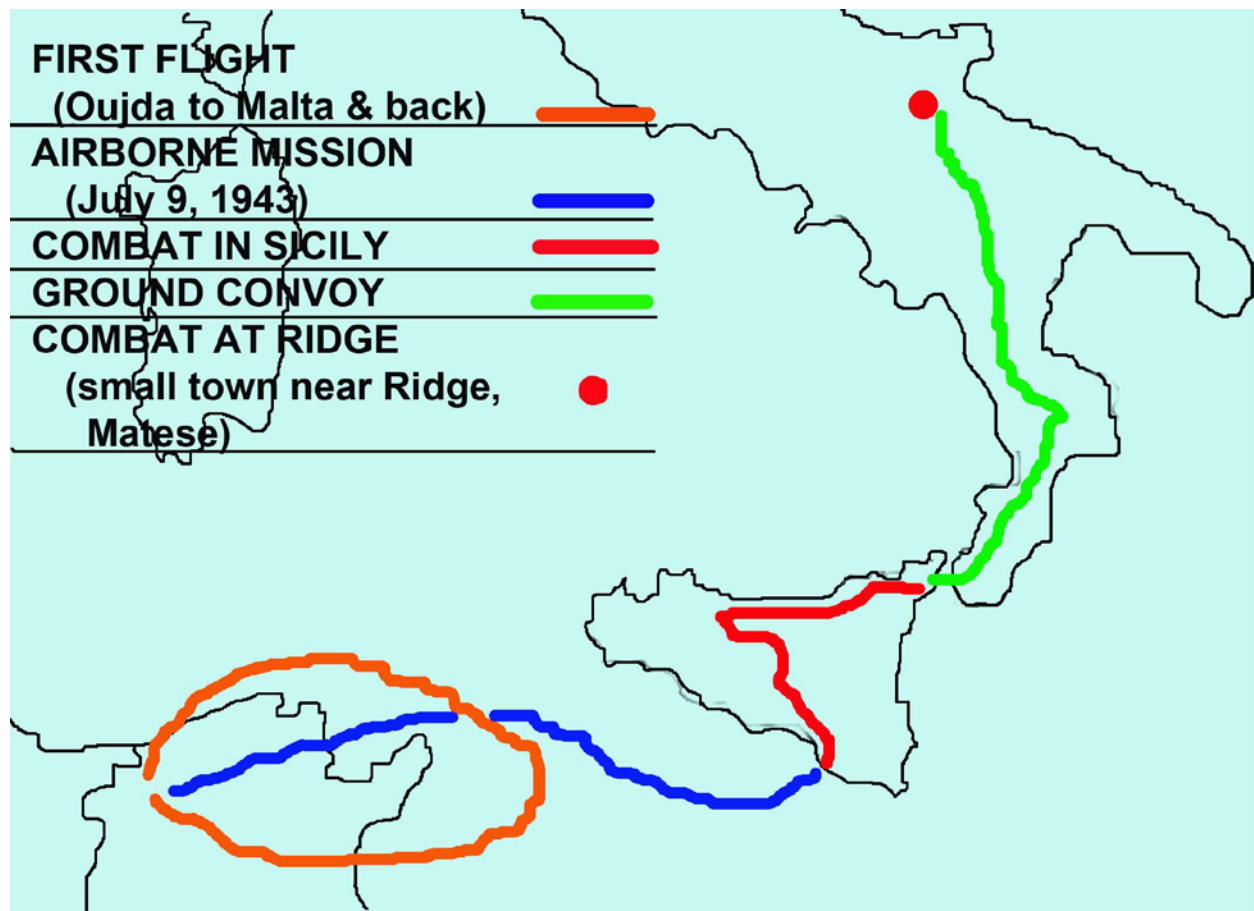 FIRST FLIGHT
(Oujda to Malta & back)
AIRBORNE MISSION
(July 9, 1943)
COMBAT IN SICILY
GROUND CONVOY
COMBAT AT RIDGE
(small town near Ridge,
Matese)